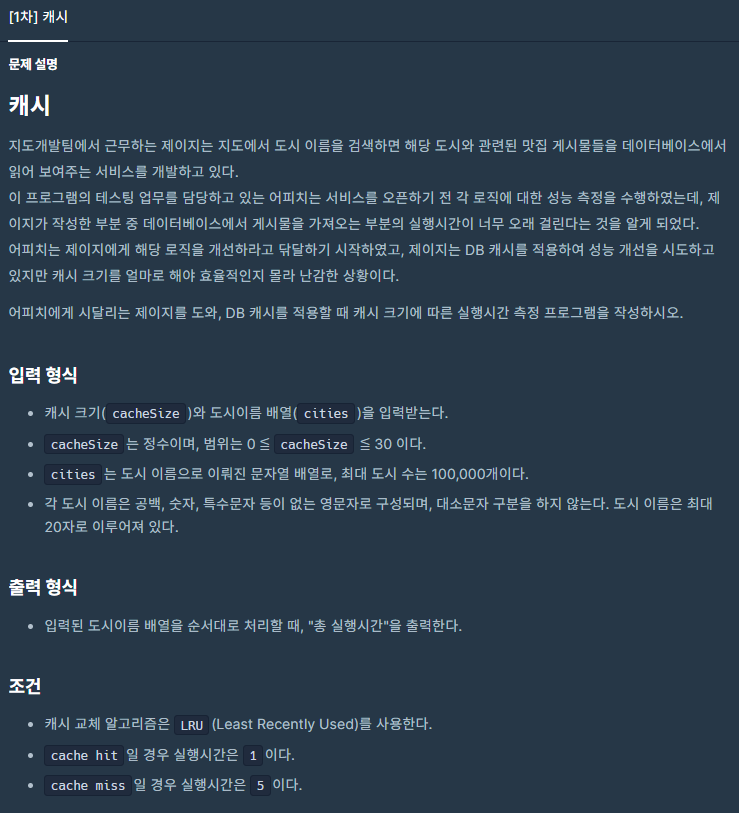 [1차] 캐시
문제 설명
캐시
지도개발팀에서 근무하는 제이지는 지도에서 도시 이름을 검색하면 해당 도시와 관련된 맛집 게시물들을 데이터베이스에서
읽어 보여주는 서비스를 개발하고 있다.
이 프로그램의 테스팅 업무를 담당하고 있는 어피치는 서비스를 오픈하기 전 각 로직에 대한 성능 측정을 수행하였는데, 제
이지가 작성한 부분 중 데이터베이스에서 게시물을 가져오는 부분의 실행시간이 너무 오래 걸린다는 것을 알게 되었다.
어피치는 제이지에게 해당 로직을 개선하라고 닦달하기 시작하였고, 제이지는 DB 캐시를 적용하여 성능 개선을 시도하고
있지만 캐시 크기를 얼마로 해야 효율적인지 몰라 난감한 상황이다.
어피치에게 시달리는 제이지를 도와, DB 캐시를 적용할 때 캐시 크기에 따른 실행시간 측정 프로그램을 작성하시오.
입력 형식
• 캐시 크기(cacheSize)와 도시이름 배열(cities)을 입력받는다.
• cacheSize는 정수이며, 범위는 0 ≦ cacheSize ≦ 30 이다.
• cities는 도시 이름으로 이뤄진 문자열 배열로, 최대 도시 수는 100,000개이다.
• 각 도시 이름은 공백, 숫자, 특수문자 등이 없는 영문자로 구성되며, 대소문자 구분을 하지 않는다. 도시 이름은 최대
20자로 이루어져 있다.
출력 형식
• 입력된 도시이름 배열을 순서대로 처리할 때, "총 실행시간"을 출력한다.
조건
• 캐시 교체 알고리즘은 LRU(Least Recently Used)를 사용한다.
• cache hit일 경우 실행시간은 1이다.
• cache miss일 경우 실행시간은 5이다.